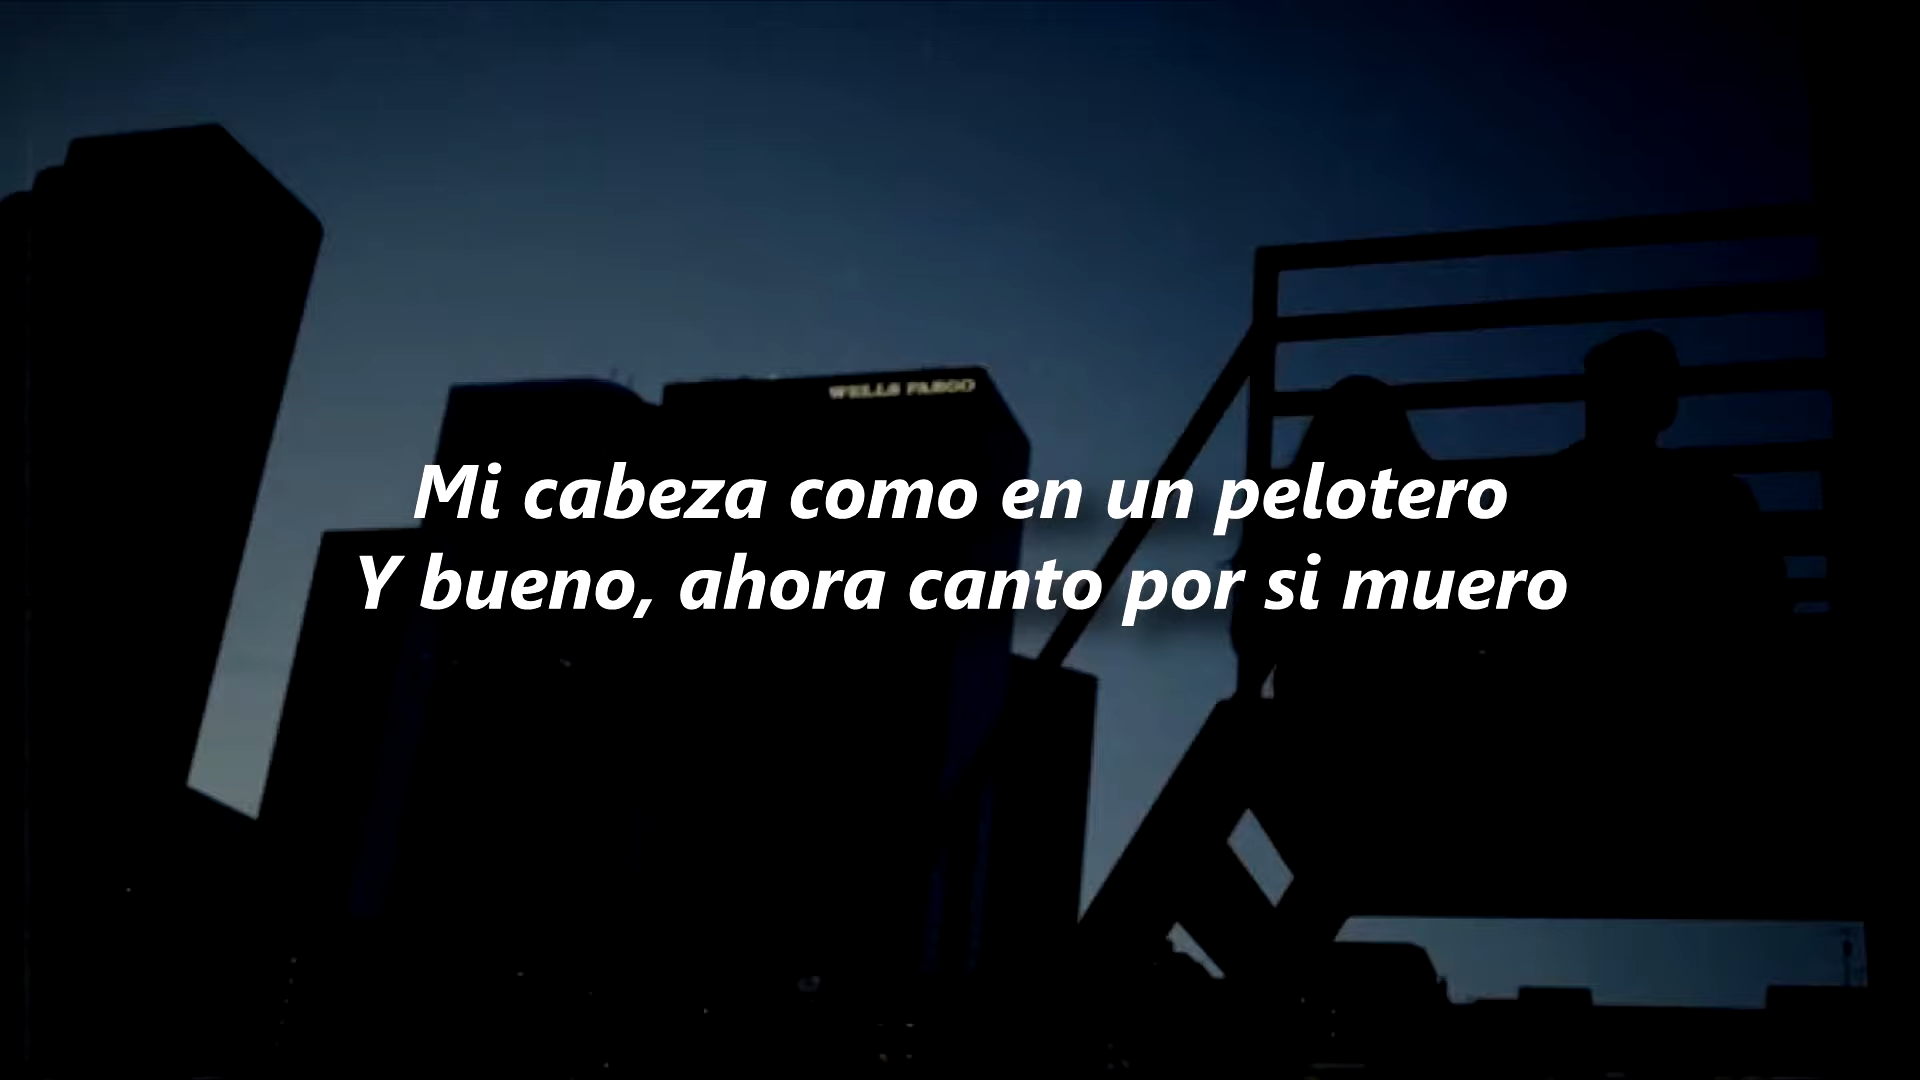 WELLS FARGO
Mi cabeza como en un pelotero
Y bueno, ahora canto por si muero